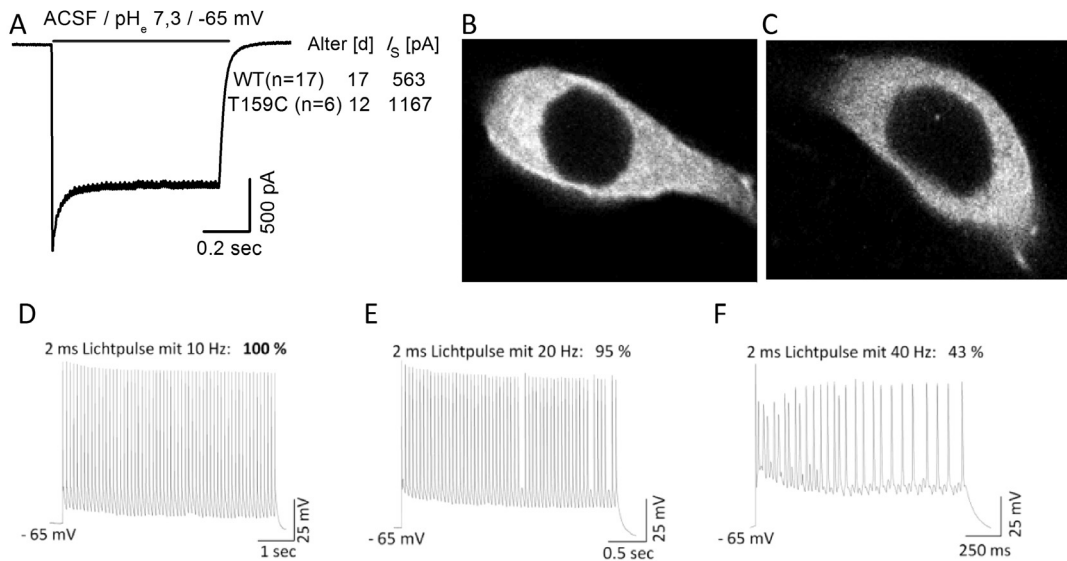 A
ACSF / pHe 7,3 / -65 mV
Alter [d] IS [pA]
WT(n=17) 17 563
T159C (n=6) 12 1167
500 pA
0.2 sec
B
C
D
2 ms Lichtpulse mit 10 Hz: 100 %
- 65 mV
25 mV
1 sec
E
2 ms Lichtpulse mit 20 Hz: 95 %
- 65 mV
25 mV
0.5 sec
F
2 ms Lichtpulse mit 40 Hz: 43 %
- 65 mV
25 mV
250 ms